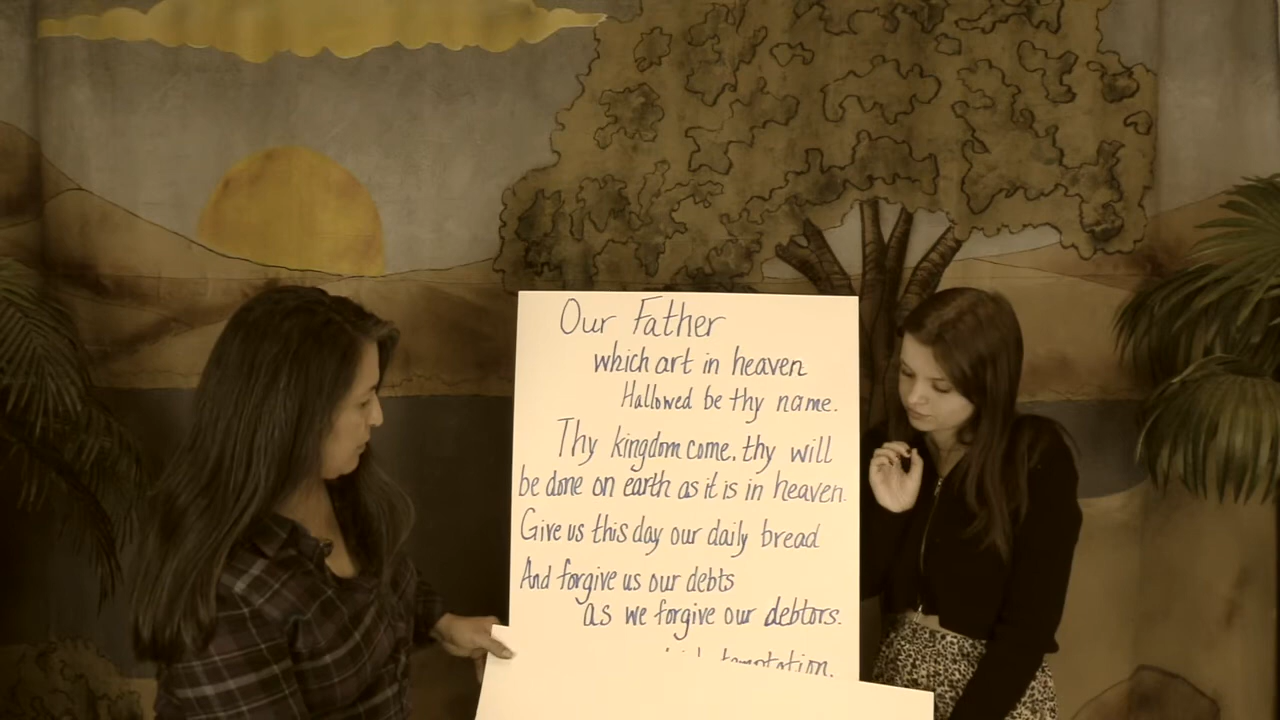 Our Father
which art in heaven
Hallowed be thy name.
Thy kingdom come. thy will
be done on earth as it is in heaven.
Give us this day our daily bread
And forgive us our debts
as we forgive our debtors.
temptation.